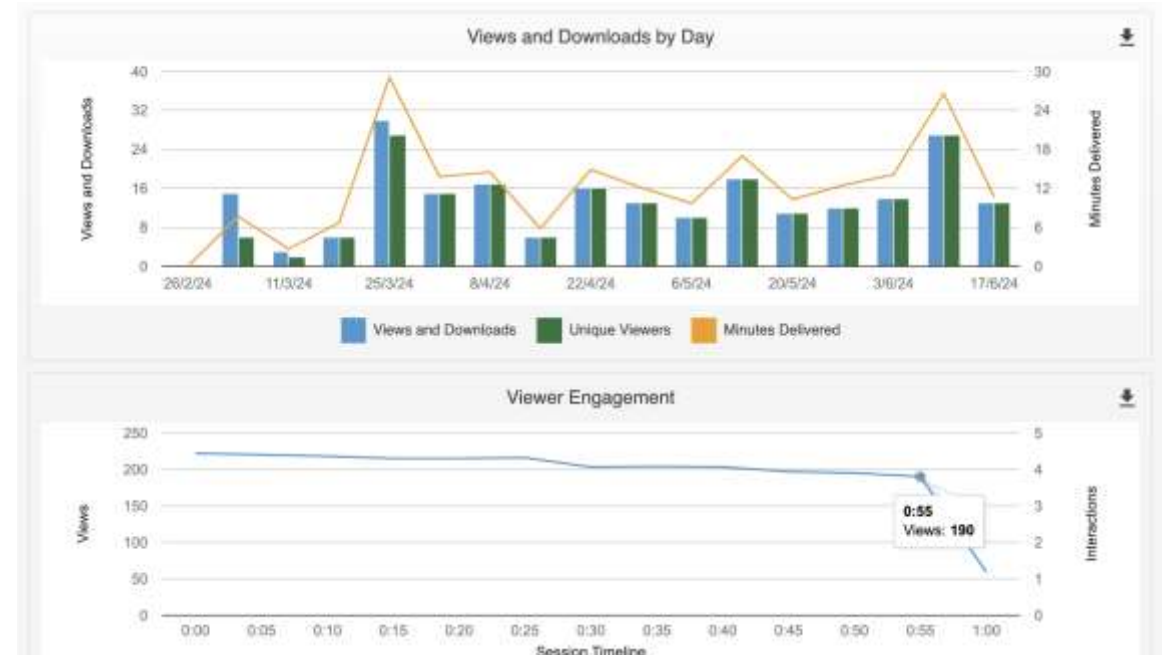 Views and Downloads by Day
40
32
24
16
8
0
Views and Downloads
30
24
18
12
6
0
Minutes Delivered
26/2/24 11/3/24 25/3/24 8/4/24 22/4/24 6/5/24 20/5/24 3/6/24 17/6/24
Views and Downloads Unique Viewers Minutes Delivered
Viewer Engagement
250
200
150
100
50
0
Views
5
4
3
2
1
0
Interactions
0:55
Views: 190
0:00 0:05 0:10 0:15 0:20 0:25 0:30 0:35 0:40 0:45 0:50 0:55 1:00
Session Timeline